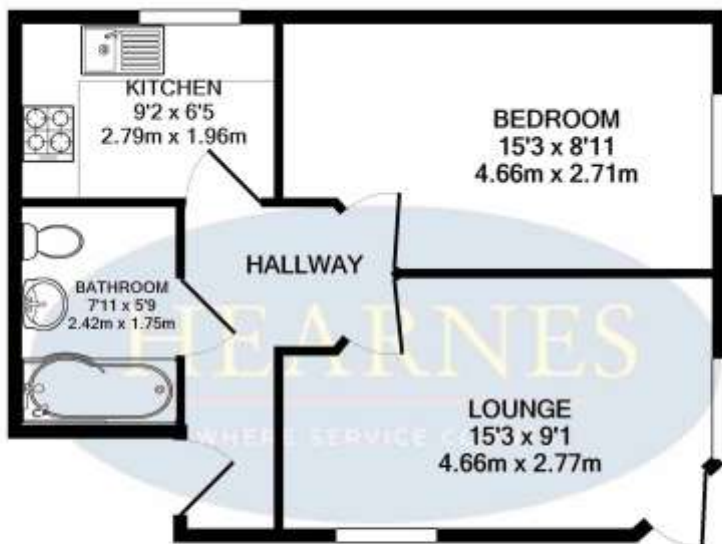 KITCHEN
9'2 x 6'5
2.79m x 1.96m
BEDROOM
15'3 x 8'11
4.66m x 2.71m
HALLWAY
BATHROOM
7'11 x 5'9
2.42m x 1.75m
HEARNES
WHERE SERVICE
LOUNGE
15'3 x 9'1
4.66m x 2.77m